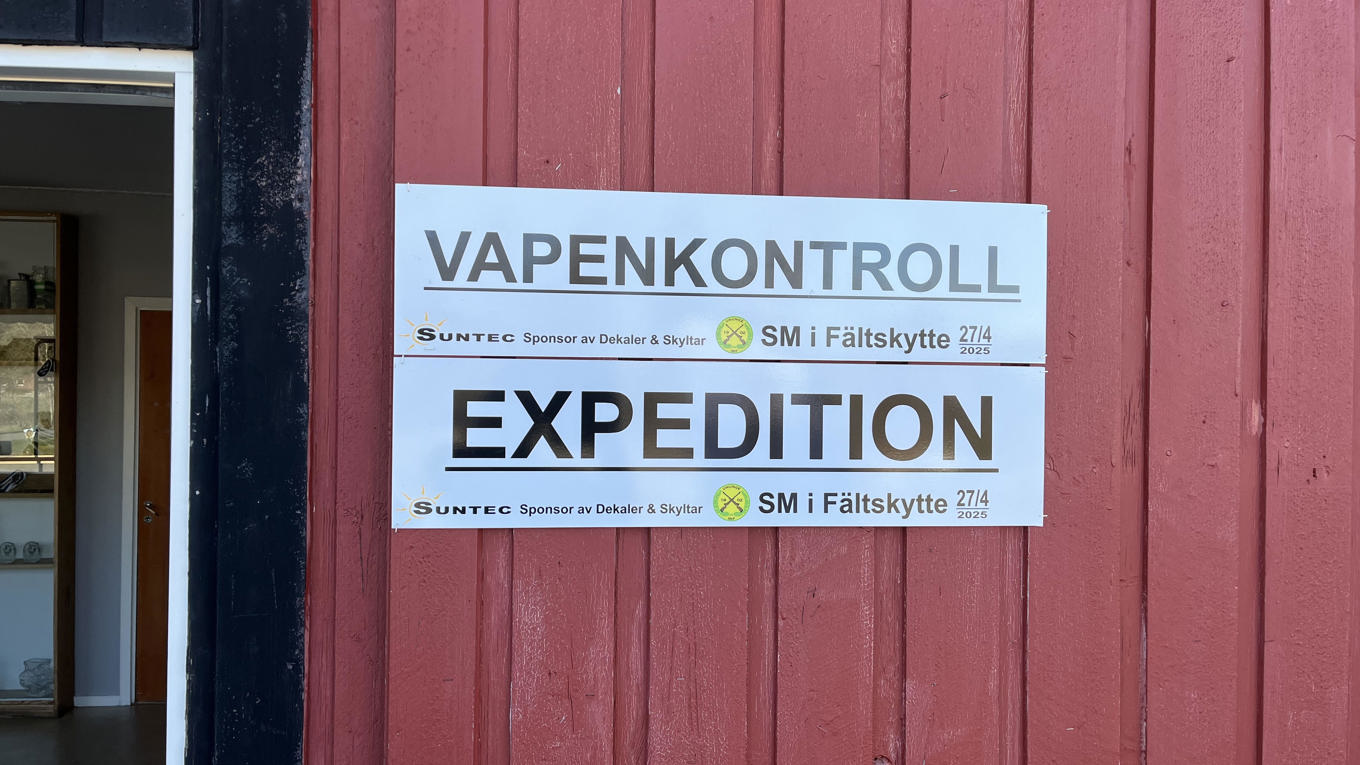 VAPENKONTROLL
SUNTEC Sponsor av Dekaler & Skyltar SM i Fältskytte 27/4 2025
EXPEDITION
SUNTEC Sponsor av Dekaler & Skyltar SM i Fältskytte 27/4 2025